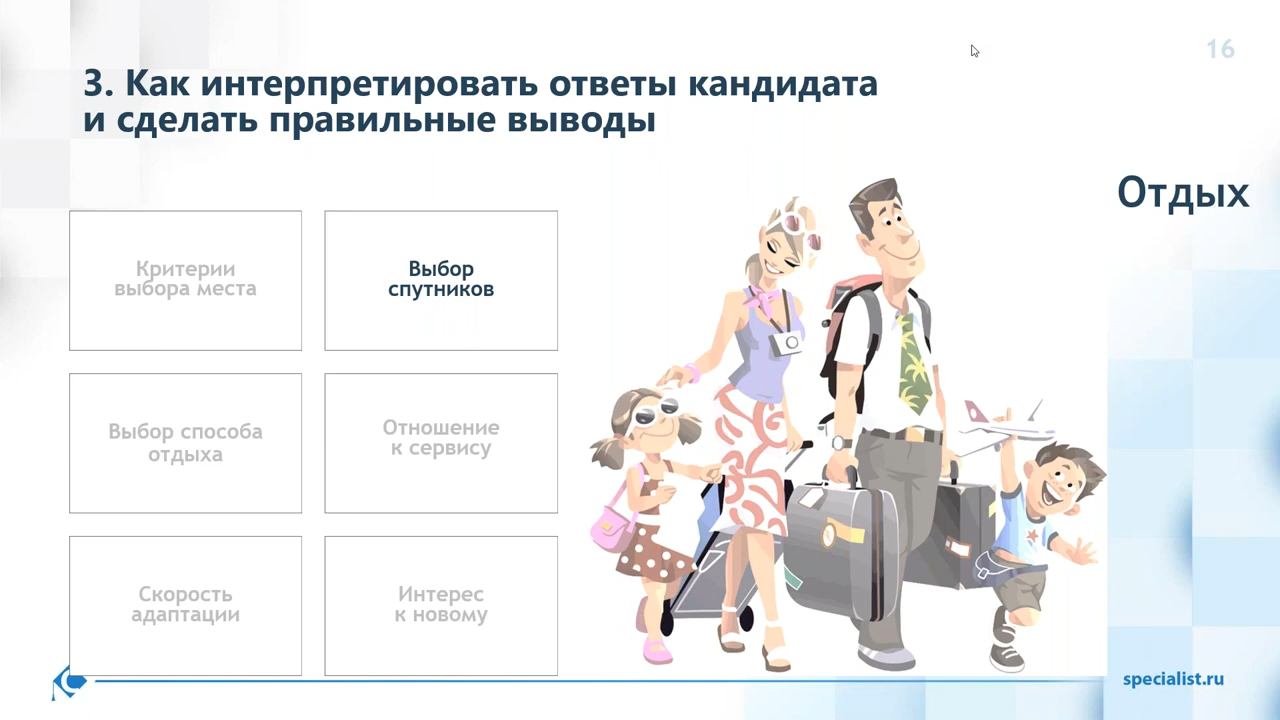 16
3. Как интерпретировать ответы кандидата
и сделать правильные выводы
Отдых
Критерии
выбора места
Выбор
спутников
Выбор способа
отдыха
Отношение
к сервису
Скорость
адаптации
Интерес
к новому
specialist.ru